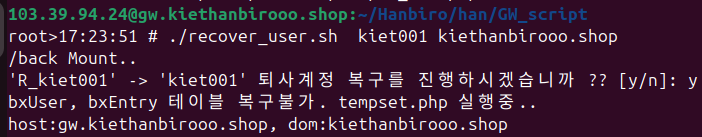 103.39.94.24@gw.kiethanbirooo.shop:~/Hanbiro/han/GW_script
root>17:23:51 # ./recover_user.sh  kiet001 kiethanbirooo.shop
/back Mount..
'R_kiet001' -> 'kiet001' 퇴사계정 복구를 진행하시겠습니까 ?? [y/n]: y
bxUser, bxEntry 테이블 복구불가. tempset.php 실행중..
host:gw.kiethanbirooo.shop, dom:kiethanbirooo.shop